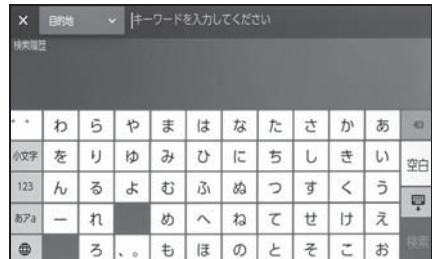 × 目的地 キーワードを入力してください
検索履歴
゛゜ わ ら や ま は な た さ か あ
小文字 を り ゆ み ひ に ち し き い 空白
123 ん る よ む ふ ぬ つ す く う
あ7a ー れ め へ ね て せ け え
ろ 、。 も ほ の と そ こ お 検索